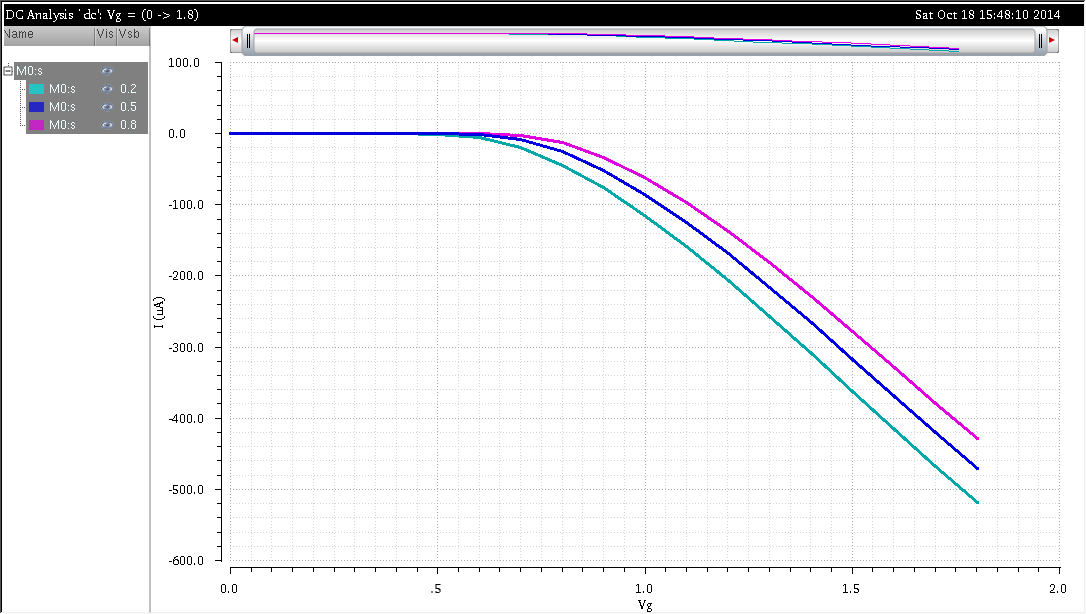 DC Analysis `dc': Vg = (0 -> 1.8)
Sat Oct 18 15:48:10 2014
Name Vis Vsb
M0:s
M0:s 0.2
M0:s 0.5
M0:s 0.8
100.0
0.0
-100.0
-200.0
-300.0
-400.0
-500.0
-600.0
I (uA)
0.0 .5 1.0 1.5 2.0
Vg